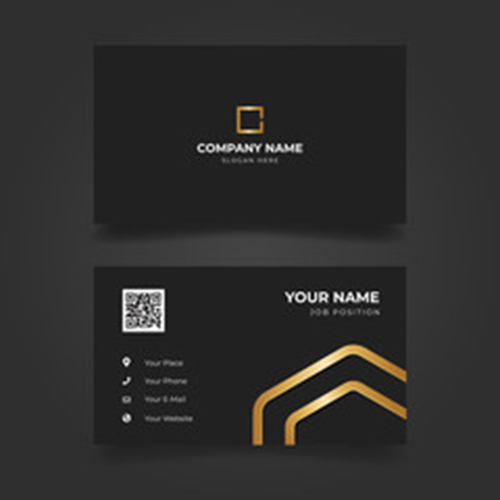 COMPANY NAME
SLOGAN HERE
YOUR NAME
JOB POSITION
Your Place
Your Phone
Your E-Mail
Your Website